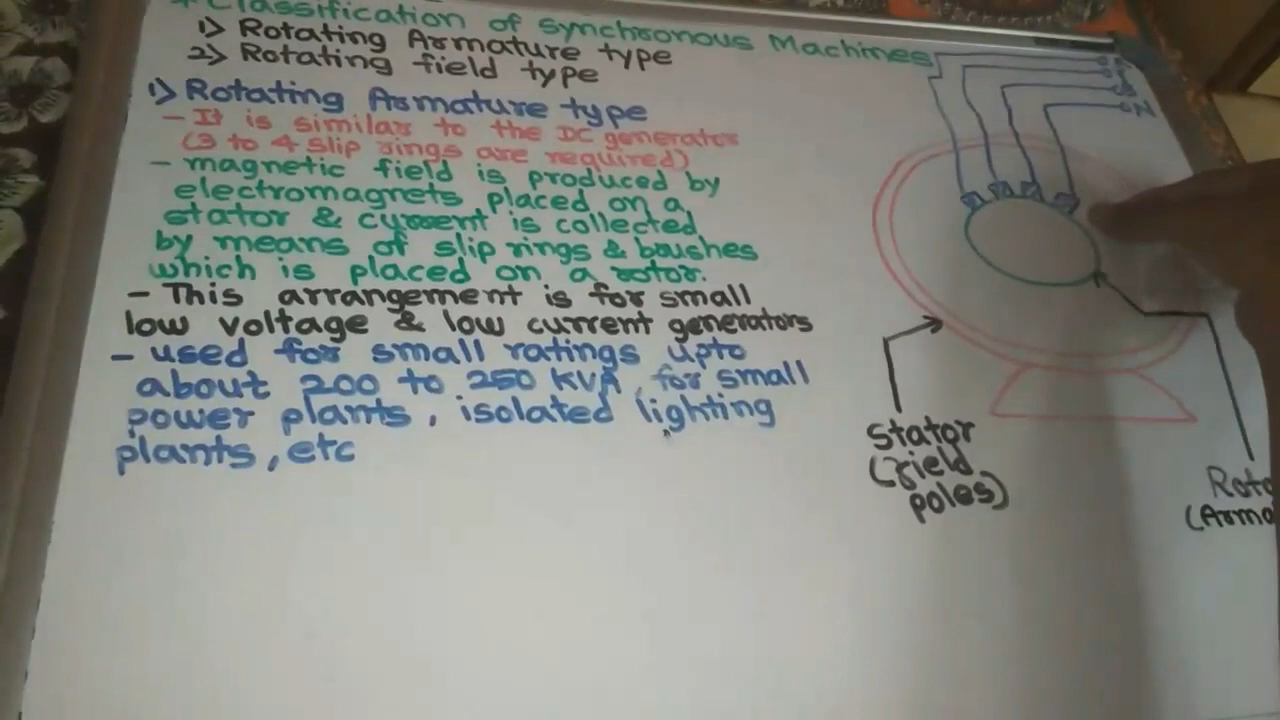 * Classification of Synchronous Machines
1) Rotating Armature type
2) Rotating field type
1) Rotating Armature type
- It is similar to the DC generator
(3 to 4 slip rings are required)
- magnetic field is produced by
electromagnets placed on a
stator & current is collected
by means of slip rings & brushes
which is placed on a rotor.
- This arrangement is for small
low voltage & low current generators
- used for small ratings upto
about 200 to 250 KVA, for small
power plants, isolated lighting
plants, etc
N
Stator
(field
poles)